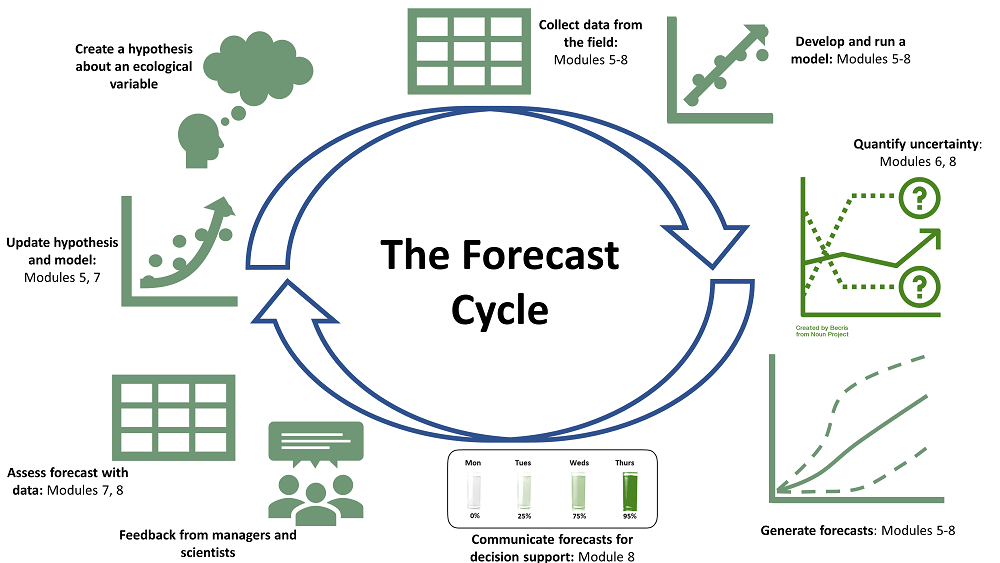 Create a hypothesis
about an ecological
variable
Collect data from
the field:
Modules 5-8
Develop and run a
model: Modules 5-8
Quantify uncertainty:
Modules 6, 8
?
?
Created by Becris
from Noun Project
Generate forecasts: Modules 5-8
Mon Tues Weds Thurs
0% 25% 75% 95%
Communicate forecasts for
decision support: Module 8
Feedback from managers and
scientists
Assess forecast with
data: Modules 7, 8
Update hypothesis
and model:
Modules 5, 7
The Forecast
Cycle